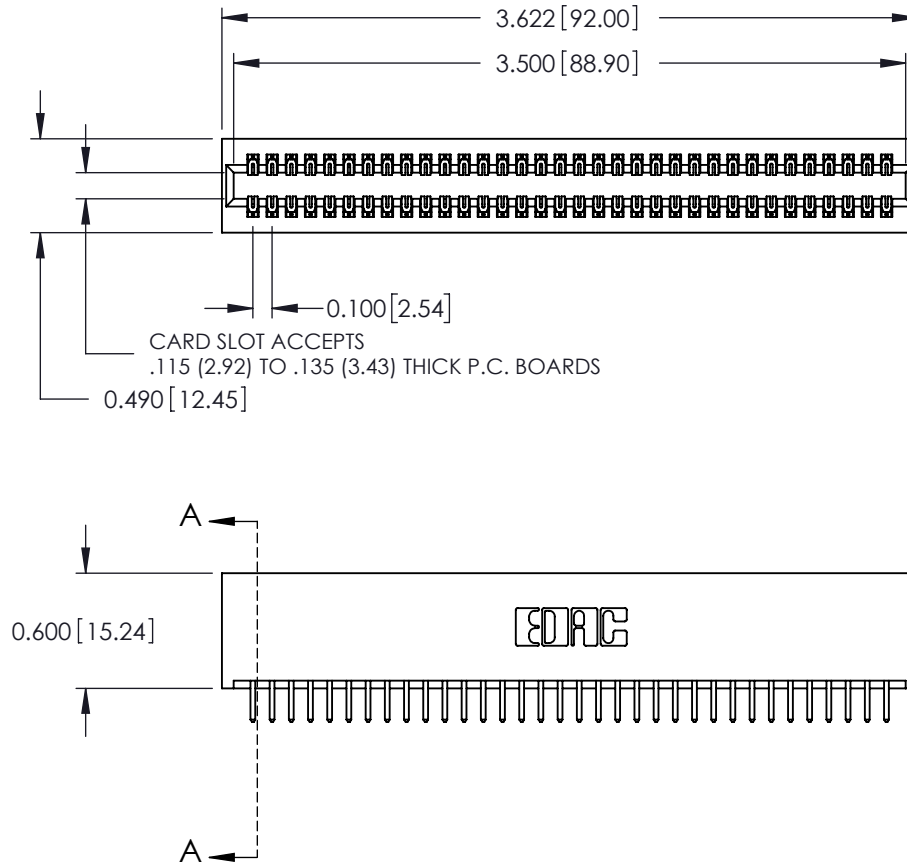 3.622 [92.00]
3.500 [88.90]
0.100 [2.54]
CARD SLOT ACCEPTS
.115 (2.92) TO .135 (3.43) THICK P.C. BOARDS
0.490 [12.45]
A
0.600 [15.24]
EDAC
A